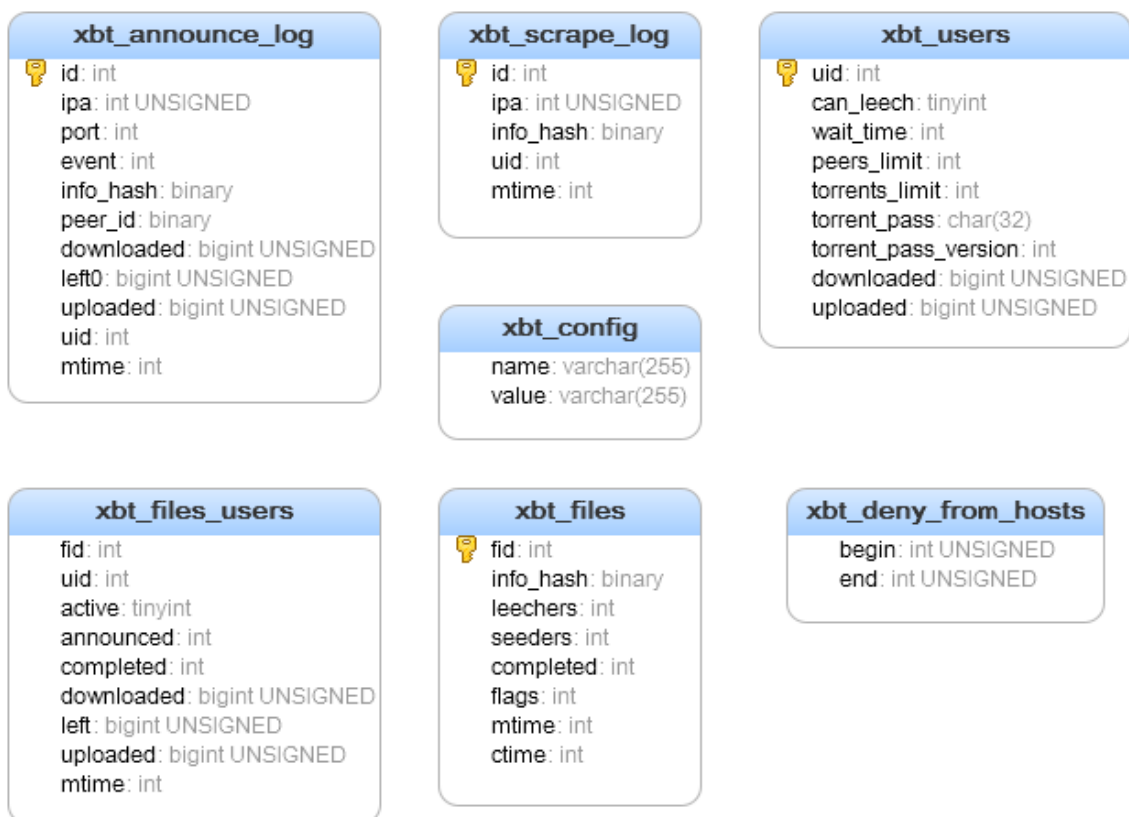 xbt_announce_log
id: int
ipa: int UNSIGNED
port: int
event: int
info_hash: binary
peer_id: binary
downloaded: bigint UNSIGNED
left0: bigint UNSIGNED
uploaded: bigint UNSIGNED
uid: int
mtime: int
xbt_scrape_log
id: int
ipa: int UNSIGNED
info_hash: binary
uid: int
mtime: int
xbt_users
uid: int
can_leech: tinyint
wait_time: int
peers_limit: int
torrents_limit: int
torrent_pass: char(32)
torrent_pass_version: int
downloaded: bigint UNSIGNED
uploaded: bigint UNSIGNED
xbt_config
name: varchar(255)
value: varchar(255)
xbt_files_users
fid: int
uid: int
active: tinyint
announced: int
completed: int
downloaded: bigint UNSIGNED
left: bigint UNSIGNED
uploaded: bigint UNSIGNED
mtime: int
xbt_files
fid: int
info_hash: binary
leechers: int
seeders: int
completed: int
flags: int
mtime: int
ctime: int
xbt_deny_from_hosts
begin: int UNSIGNED
end: int UNSIGNED